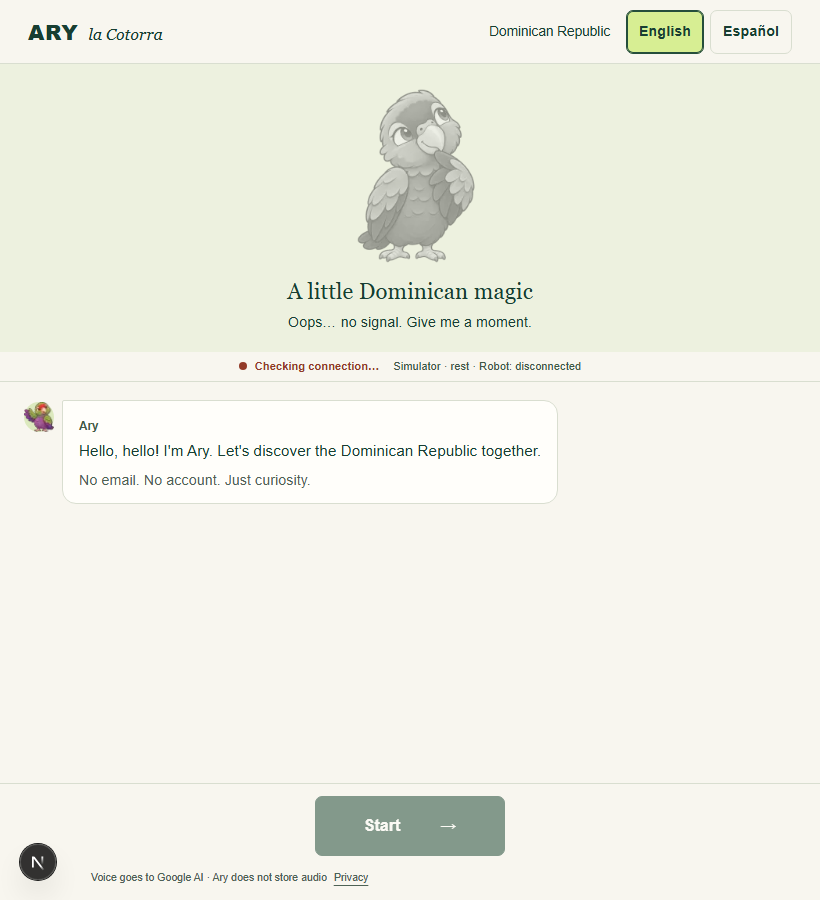 ARY la Cotorra
Dominican Republic
English
Español
A little Dominican magic
Oops... no signal. Give me a moment.
Checking connection... Simulator · rest · Robot: disconnected
Ary
Hello, hello! I'm Ary. Let's discover the Dominican Republic together.
No email. No account. Just curiosity.
Start →
N
Voice goes to Google AI · Ary does not store audio Privacy